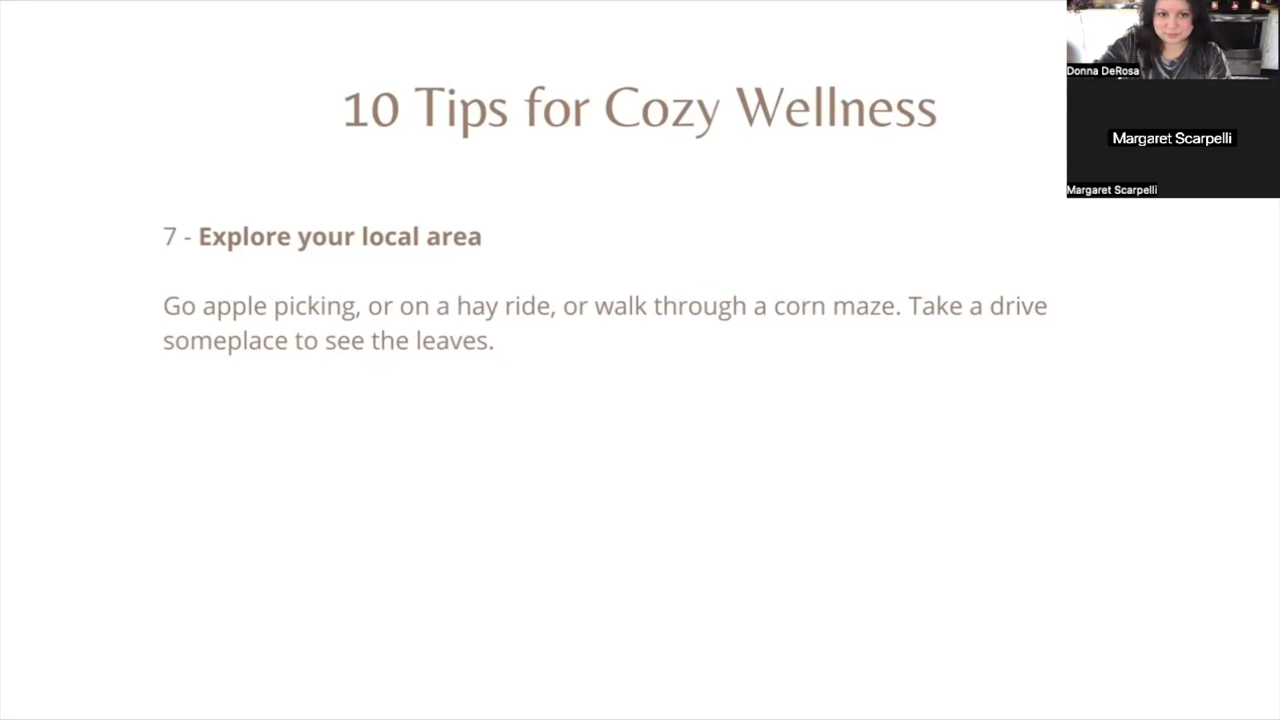 10 Tips for Cozy Wellness
7 - Explore your local area
Go apple picking, or on a hay ride, or walk through a corn maze. Take a drive
someplace to see the leaves.
Donna DeRosa
Margaret Scarpelli
Margaret Scarpelli